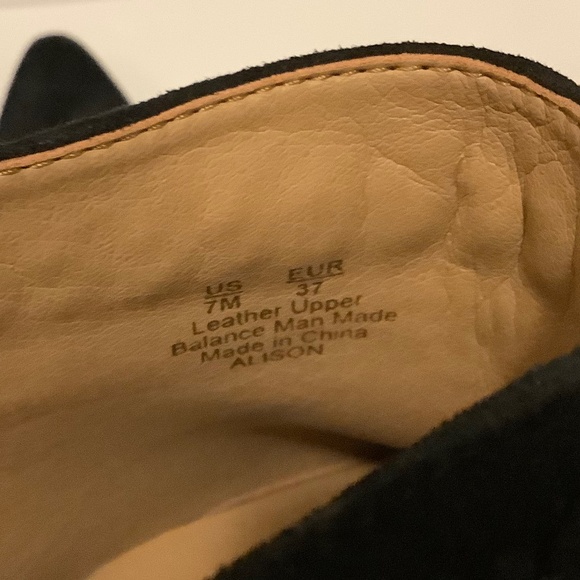 US EUR
7M 37
Leather Upper
Balance Man Made
Made in China
ALISON